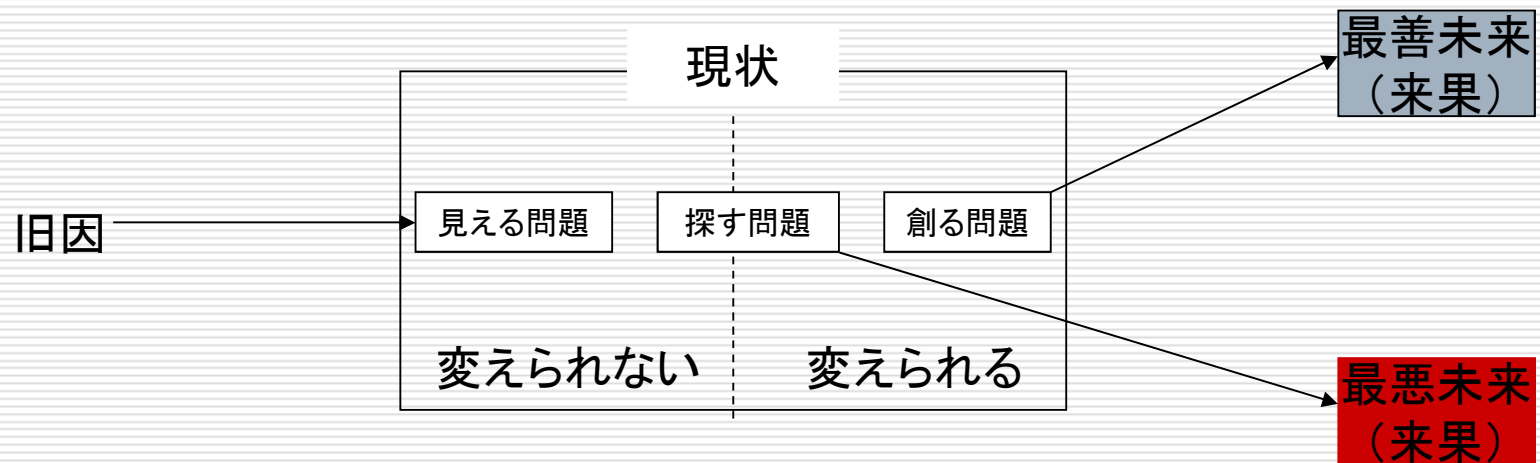 現状
最善未来
（来果）
旧因
見える問題
探す問題
創る問題
変えられない
変えられる
最悪未来
（来果）